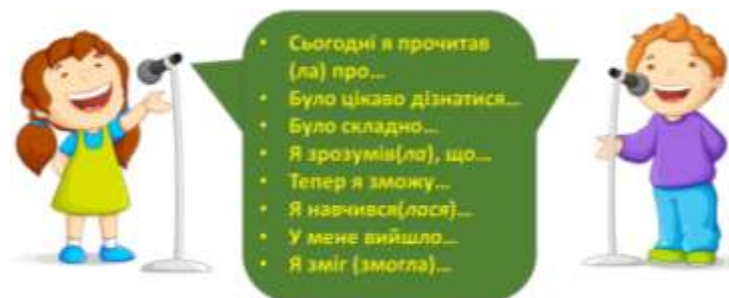 • Сьогодні я прочитав
(ла) про...
• Було цікаво дізнатися...
• Було складно...
• Я зрозумів(ла), що...
• Тепер я зможу...
• Я навчився(лася)...
• У мене вийшло...
• Я зміг (змогла)...